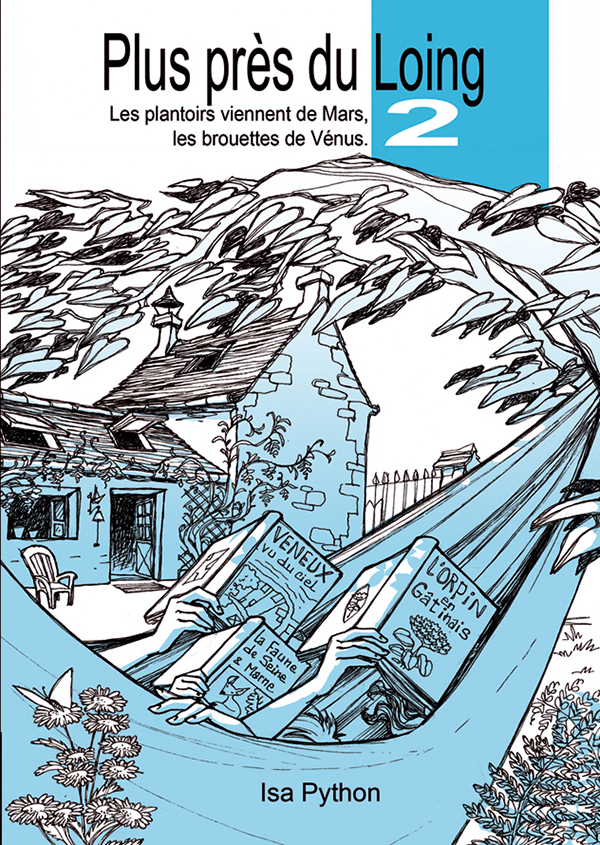 Plus près du Loing
2
Les plantoirs viennent de Mars,
les brouettes de Vénus.
VENEUX
vu du ciel
L'ORPIN
en
Gatinais
la faune
de Seine
& Marne
Isa Python